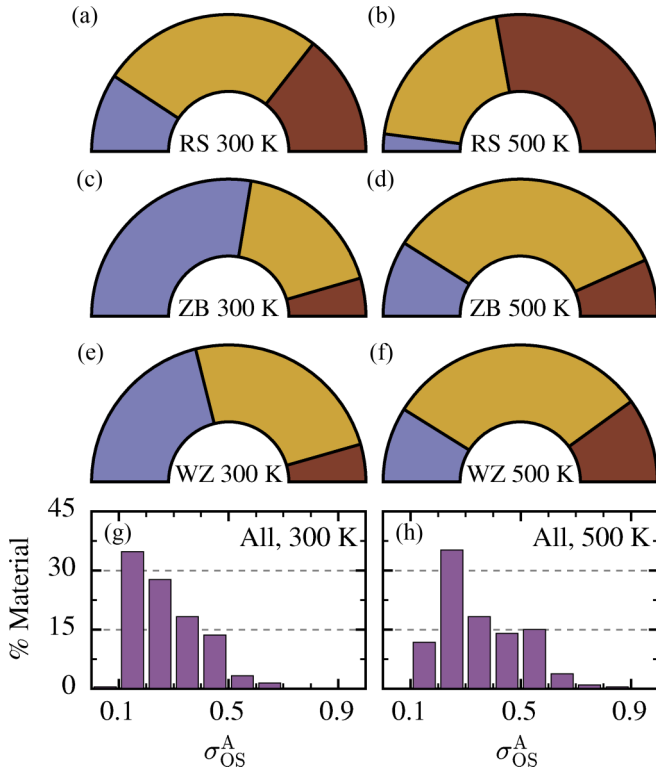 (a)
RS 300 K
(b)
RS 500 K
(c)
ZB 300 K
(d)
ZB 500 K
(e)
WZ 300 K
(f)
WZ 500 K
(g) All, 300 K
(h) All, 500 K
% Material
45
30
15
0
0.1 0.5 0.9
0.1 0.5 0.9
σ^A_OS
σ^A_OS